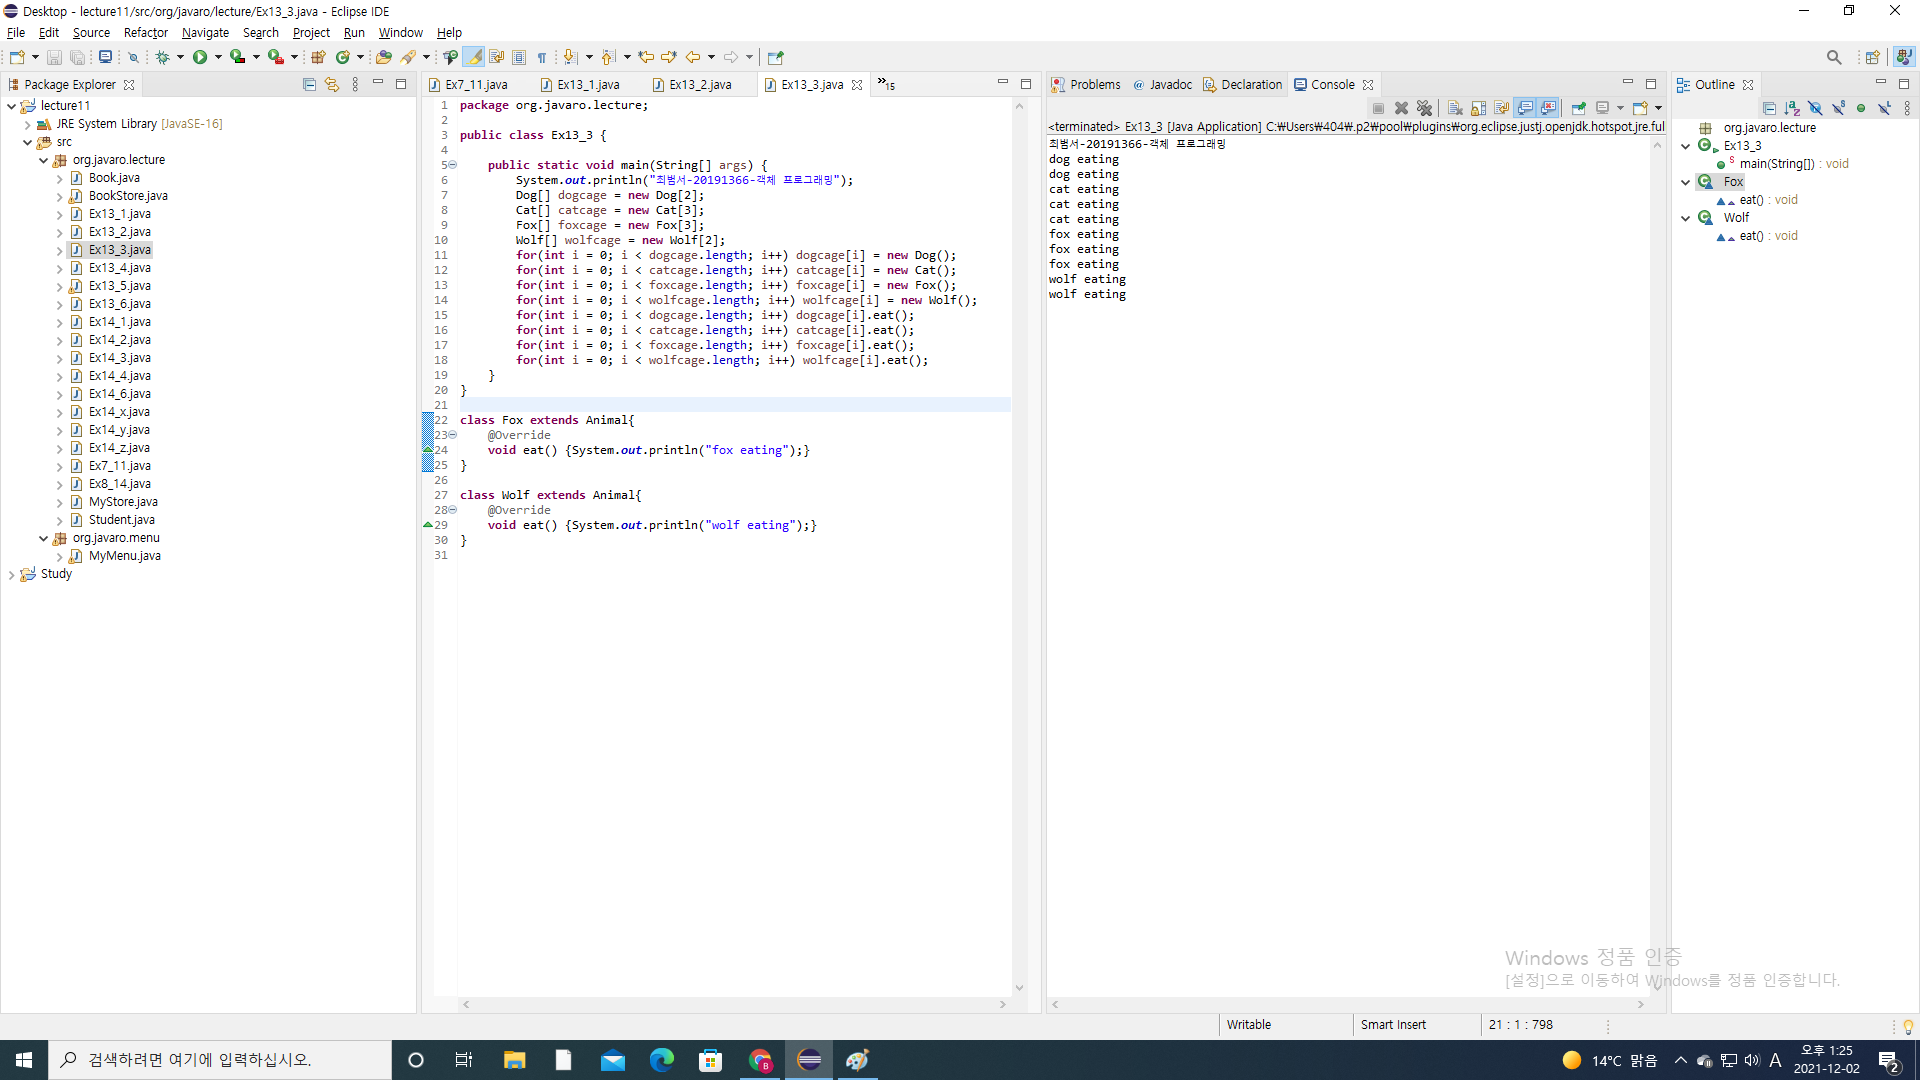 Desktop - lecture11/src/org/javaro/lecture/Ex13_3.java - Eclipse IDE
File Edit Source Refactor Navigate Search Project Run Window Help
Package Explorer
lecture11
JRE System Library [JavaSE-16]
src
org.javaro.lecture
Book.java
BookStore.java
Ex13_1.java
Ex13_2.java
Ex13_3.java
Ex13_4.java
Ex13_5.java
Ex13_6.java
Ex14_1.java
Ex14_2.java
Ex14_3.java
Ex14_4.java
Ex14_6.java
Ex14_x.java
Ex14_y.java
Ex14_z.java
Ex7_11.java
Ex8_14.java
MyStore.java
Student.java
org.javaro.menu
MyMenu.java
Study
Ex7_11.java Ex13_1.java Ex13_2.java Ex13_3.java »15
1 package org.javaro.lecture;
2
3 public class Ex13_3 {
4
5 public static void main(String[] args) {
6 System.out.println("최범서-20191366-객체 프로그래밍");
7 Dog[] dogcage = new Dog[2];
8 Cat[] catcage = new Cat[3];
9 Fox[] foxcage = new Fox[3];
10 Wolf[] wolfcage = new Wolf[2];
11 for(int i = 0; i < dogcage.length; i++) dogcage[i] = new Dog();
12 for(int i = 0; i < catcage.length; i++) catcage[i] = new Cat();
13 for(int i = 0; i < foxcage.length; i++) foxcage[i] = new Fox();
14 for(int i = 0; i < wolfcage.length; i++) wolfcage[i] = new Wolf();
15 for(int i = 0; i < dogcage.length; i++) dogcage[i].eat();
16 for(int i = 0; i < catcage.length; i++) catcage[i].eat();
17 for(int i = 0; i < foxcage.length; i++) foxcage[i].eat();
18 for(int i = 0; i < wolfcage.length; i++) wolfcage[i].eat();
19 }
20 }
21
22 class Fox extends Animal{
23 @Override
24 void eat() {System.out.println("fox eating");}
25 }
26
27 class Wolf extends Animal{
28 @Override
29 void eat() {System.out.println("wolf eating");}
30 }
31
Problems Javadoc Declaration Console
<terminated> Ex13_3 [Java Application] C:₩Users₩404₩.p2₩pool₩plugins₩org.eclipse.justj.openjdk.hotspot.jre.full
최범서-20191366-객체 프로그래밍
dog eating
dog eating
cat eating
cat eating
cat eating
fox eating
fox eating
fox eating
wolf eating
wolf eating
Outline
org.javaro.lecture
Ex13_3
main(String[]) : void
Fox
eat() : void
Wolf
eat() : void
Windows 정품 인증
[설정]으로 이동하여 Windows를 정품 인증합니다.
Writable Smart Insert 21 : 1 : 798
검색하려면 여기에 입력하십시오.
14°C 맑음 A 오후 1:25
2021-12-02 2